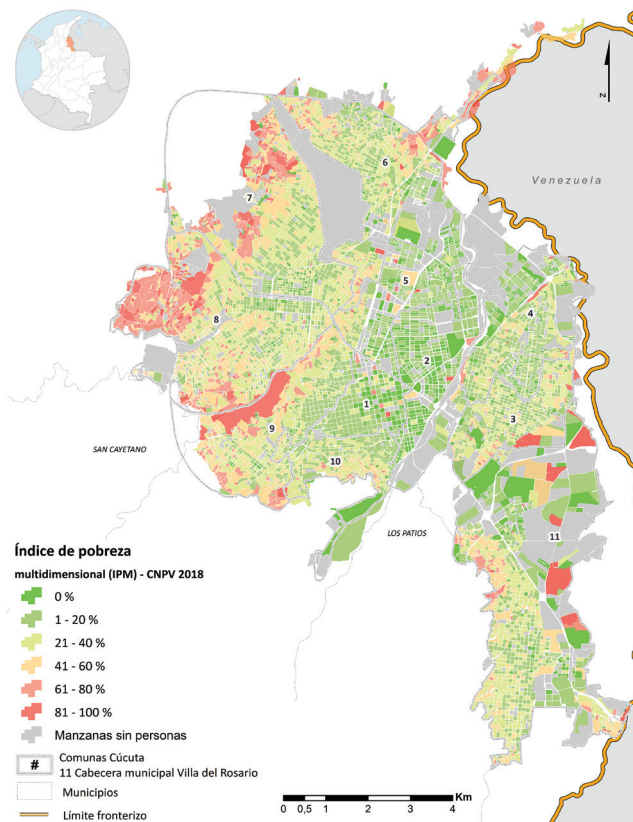 N
Venezuela
6
7
5
4
8
2
1
3
9
SAN CAYETANO
10
LOS PATIOS
11
Índice de pobreza
multidimensional (IPM) - CNPV 2018
0 %
1 - 20 %
21 - 40 %
41 - 60 %
61 - 80 %
81 - 100 %
Manzanas sin personas
# Comunas Cúcuta
11 Cabecera municipal Villa del Rosario
Municipios
Límite fronterizo
Km
0 0,5 1 2 3 4